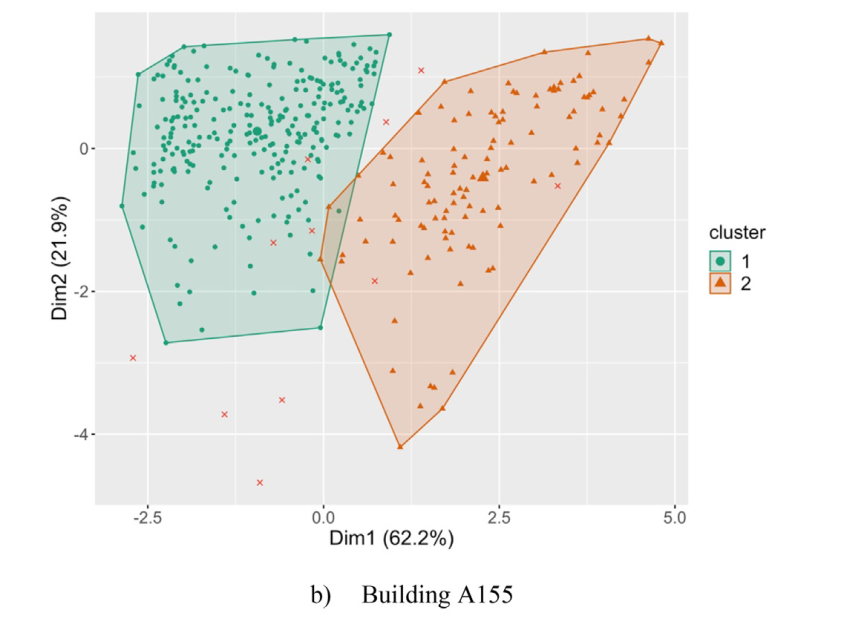 0
-2
-4
Dim2 (21.9%)
-2.5
0.0
2.5
5.0
Dim1 (62.2%)
cluster
1
2
b) Building A155